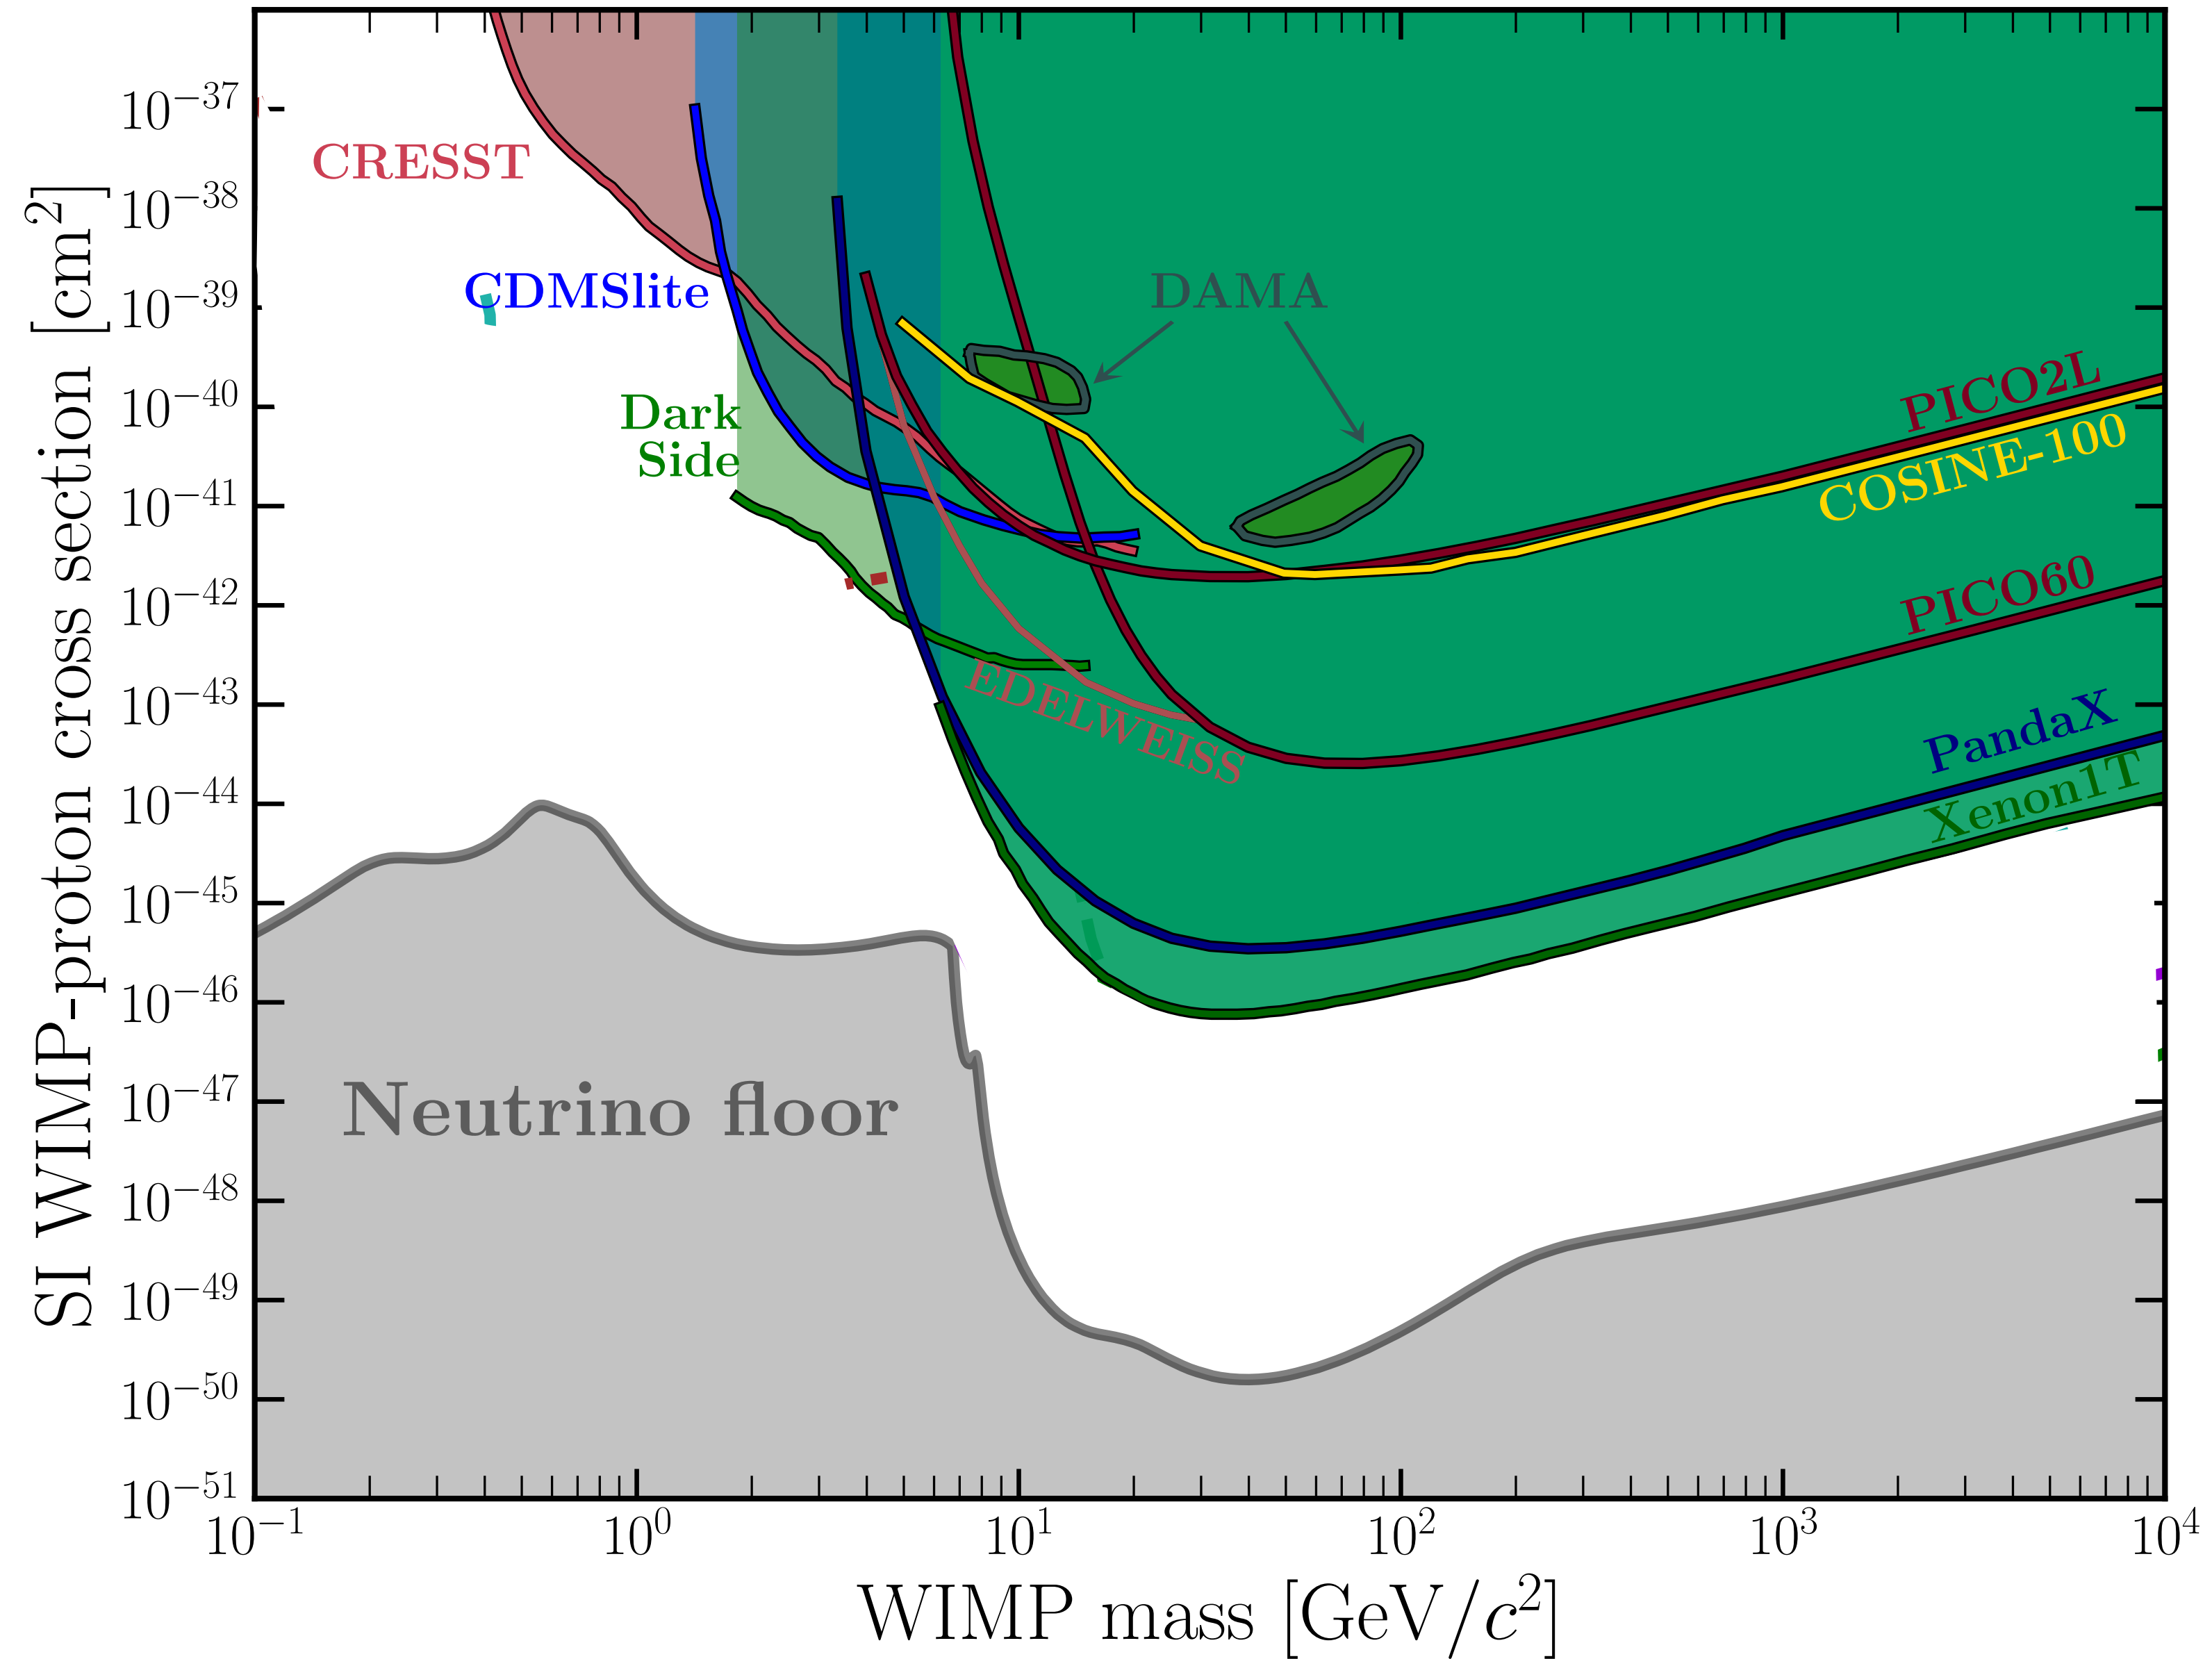 SI WIMP-proton cross section [cm²]
10⁻³⁷
10⁻³⁸
10⁻³⁹
10⁻⁴⁰
10⁻⁴¹
10⁻⁴²
10⁻⁴³
10⁻⁴⁴
10⁻⁴⁵
10⁻⁴⁶
10⁻⁴⁷
10⁻⁴⁸
10⁻⁴⁹
10⁻⁵⁰
10⁻⁵¹
CRESST
CDMSlite
DAMA
Dark
Side
PICO2L
COSINE-100
PICO60
EDELWEISS
PandaX
Xenon1T
Neutrino floor
10⁻¹ 10⁰ 10¹ 10² 10³ 10⁴
WIMP mass [GeV/c²]